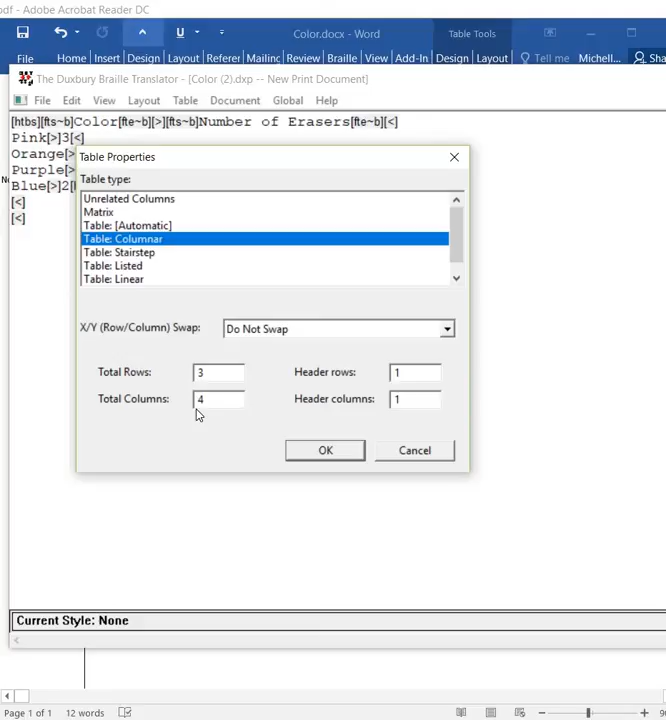 odf - Adobe Acrobat Reader DC
Color.docx - Word
Table Tools
File Home Insert Design Layout Referer Mailing Review Braille View Add-In Design Layout Tell me Michell... Sha
The Duxbury Braille Translator - [Color (2).dxp -- New Print Document]
File Edit View Layout Table Document Global Help
[htbs][fts~b]Color[fte~b][>][fts~b]Number of Erasers[fte~b][<]
Pink[>]3[<]
Orange[>
Purple[>
Blue[>]2[
[<]
[<]
Table Properties
Table type:
Unrelated Columns
Matrix
Table: [Automatic]
Table: Columnar
Table: Stairstep
Table: Listed
Table: Linear
X/Y (Row/Column) Swap: Do Not Swap
Total Rows: 3 Header rows: 1
Total Columns: 4 Header columns: 1
OK Cancel
Current Style: None
Page 1 of 1 12 words